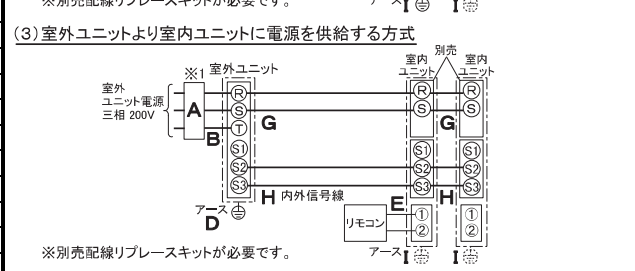 ※別売配線リプレースキットが必要です。
アース I I
(3)室外ユニットより室内ユニットに電源を供給する方式
別売
※1 室外ユニット 室内ユニット 室内ユニット
室外ユニット電源
三相 200V
A
B
R
S
T
S1
S2
S3
G
H 内外信号線
アース
D
R
S
S1
S2
S3
①
②
G
H
R
S
S1
S2
S3
①
②
E
リモコン
アース I I
※別売配線リプレースキットが必要です。